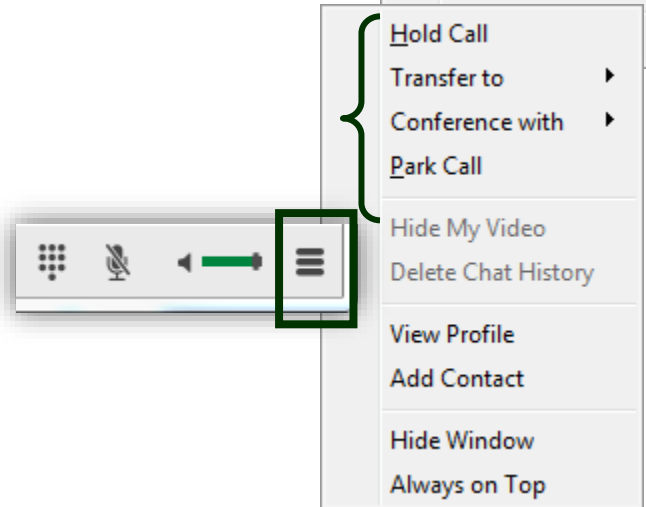 Hold Call
Transfer to
Conference with
Park Call
Hide My Video
Delete Chat History
View Profile
Add Contact
Hide Window
Always on Top